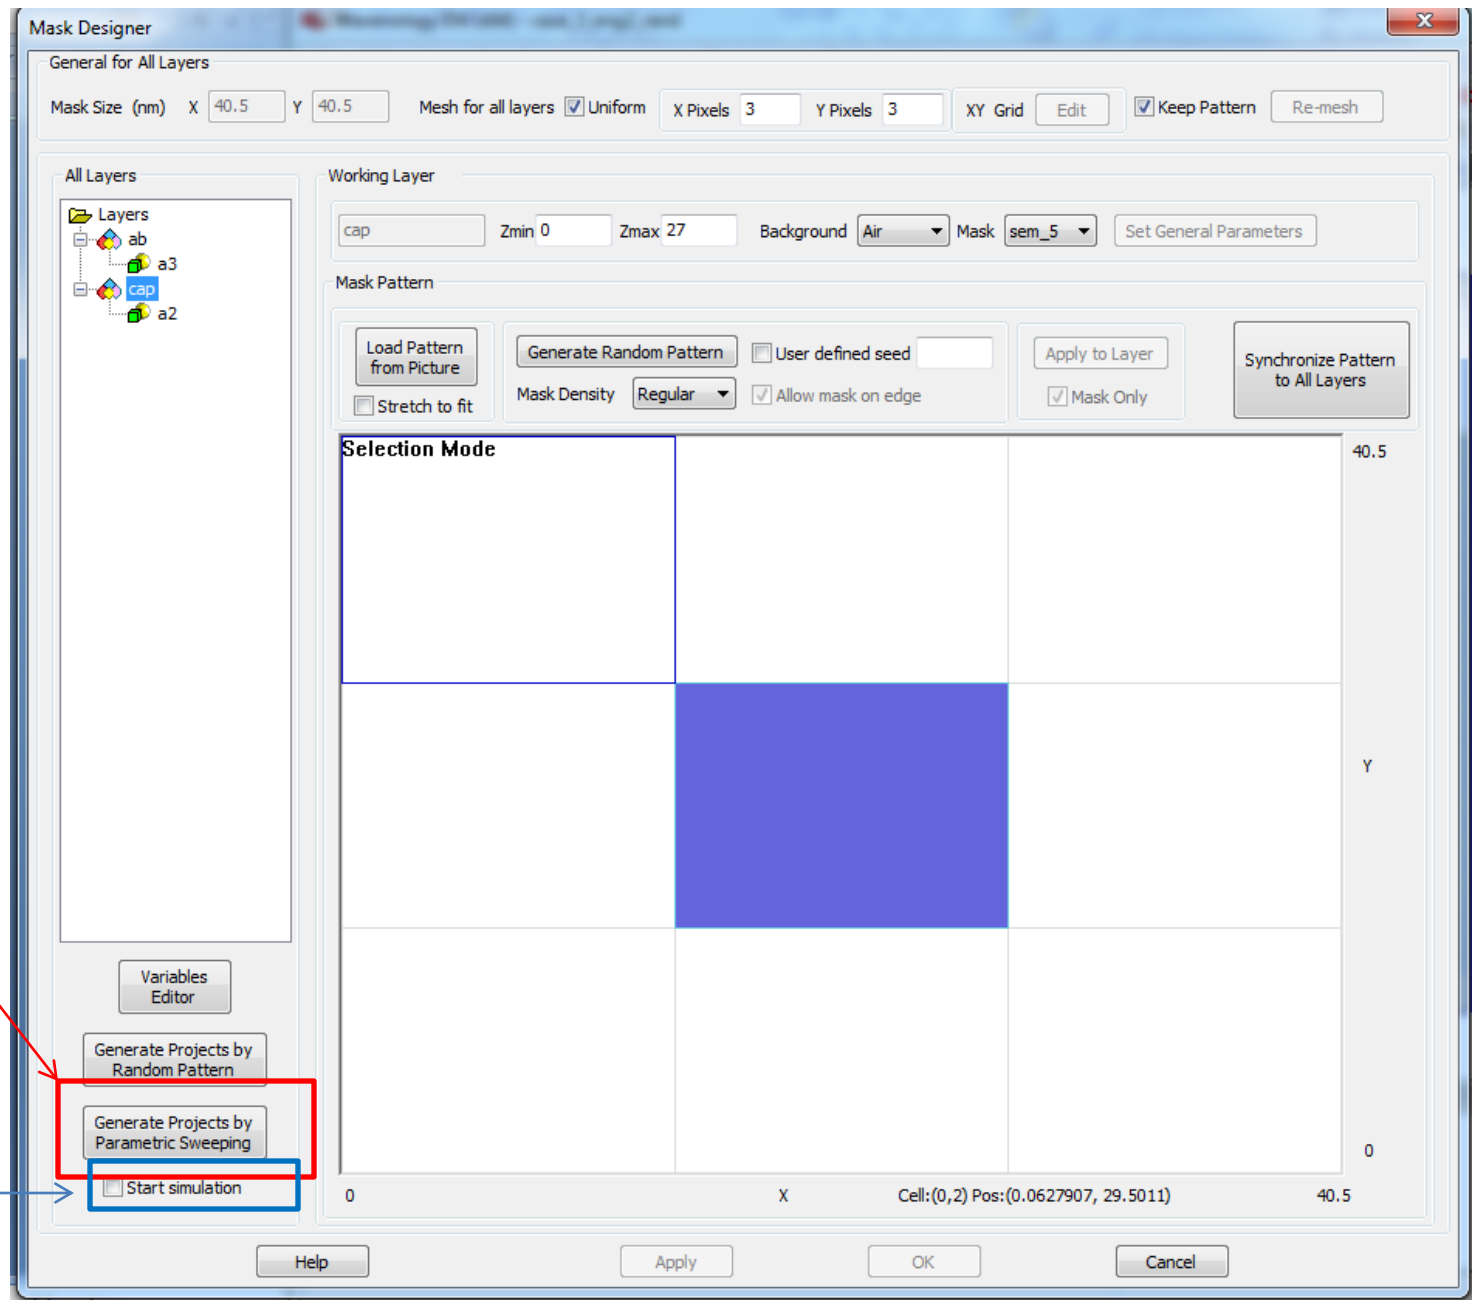 Mask Designer
General for All Layers
Mask Size (nm) X 40.5 Y 40.5 Mesh for all layers Uniform X Pixels 3 Y Pixels 3 XY Grid Edit Keep Pattern Re-mesh
All Layers
Layers
ab
a3
cap
a2
Working Layer
cap Zmin 0 Zmax 27 Background Air Mask sem_5 Set General Parameters
Mask Pattern
Load Pattern
from Picture
Stretch to fit
Generate Random Pattern User defined seed
Mask Density Regular Allow mask on edge
Apply to Layer
Mask Only
Synchronize Pattern
to All Layers
Selection Mode
40.5
Y
0
0 X Cell:(0,2) Pos:(0.0627907, 29.5011) 40.5
Variables
Editor
Generate Projects by
Random Pattern
Generate Projects by
Parametric Sweeping
Start simulation
Help Apply OK Cancel